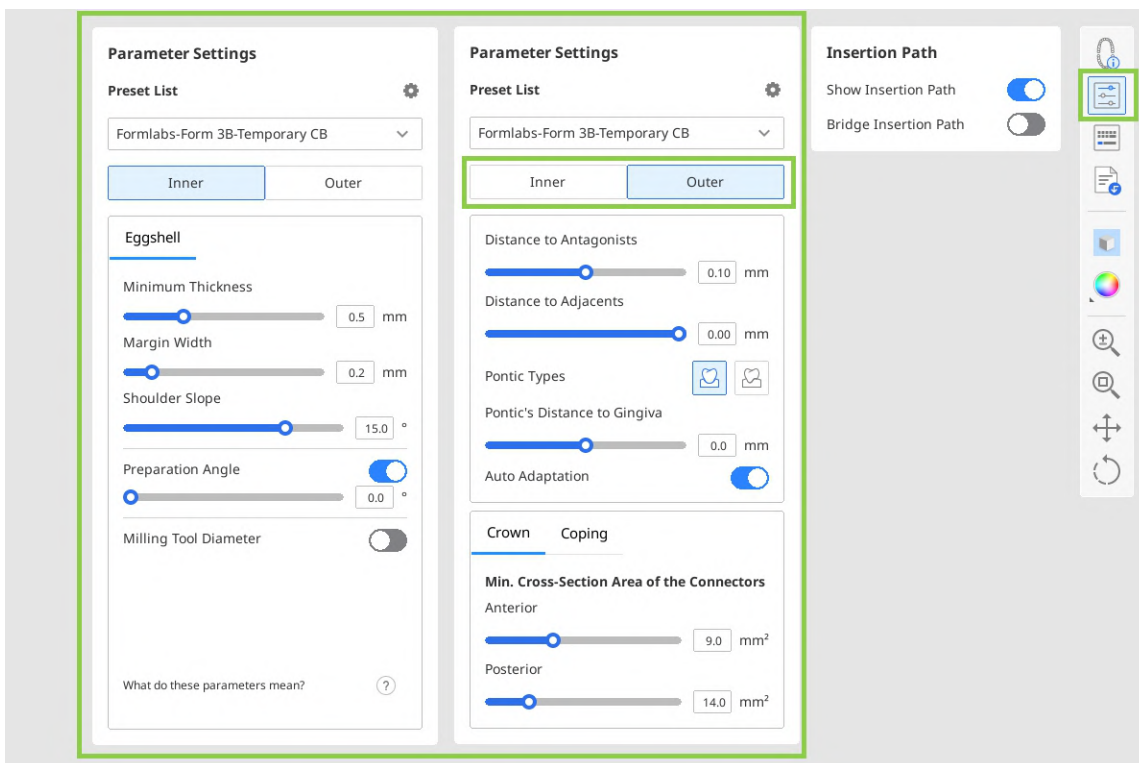 Parameter Settings
Preset List
Formlabs-Form 3B-Temporary CB
Inner Outer
Eggshell
Minimum Thickness
0.5 mm
Margin Width
0.2 mm
Shoulder Slope
15.0 °
Preparation Angle
0.0 °
Milling Tool Diameter
What do these parameters mean? ?
Parameter Settings
Preset List
Formlabs-Form 3B-Temporary CB
Inner Outer
Distance to Antagonists
0.10 mm
Distance to Adjacents
0.00 mm
Pontic Types
Pontic's Distance to Gingiva
0.0 mm
Auto Adaptation
Crown Coping
Min. Cross-Section Area of the Connectors
Anterior
9.0 mm²
Posterior
14.0 mm²
Insertion Path
Show Insertion Path
Bridge Insertion Path